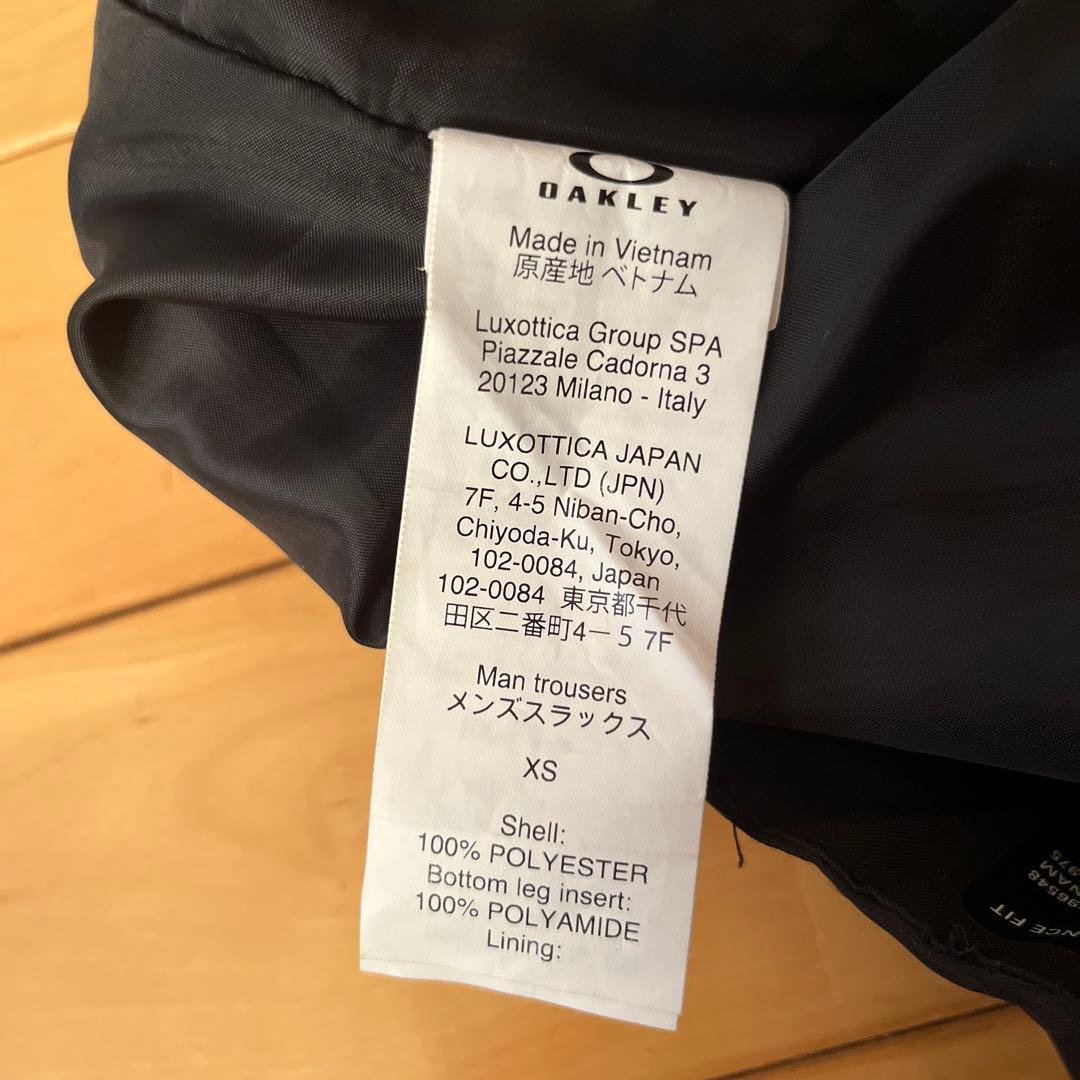 OAKLEY
Made in Vietnam
原産地 ベトナム
Luxottica Group SPA
Piazzale Cadorna 3
20123 Milano - Italy
LUXOTTICA JAPAN
CO.,LTD (JPN)
7F, 4-5 Niban-Cho,
Chiyoda-Ku, Tokyo,
102-0084, Japan
102-0084 東京都千代
田区二番町4ー5 7F
Man trousers
メンズスラックス
XS
Shell:
100% POLYESTER
Bottom leg insert:
100% POLYAMIDE
Lining:
FIT